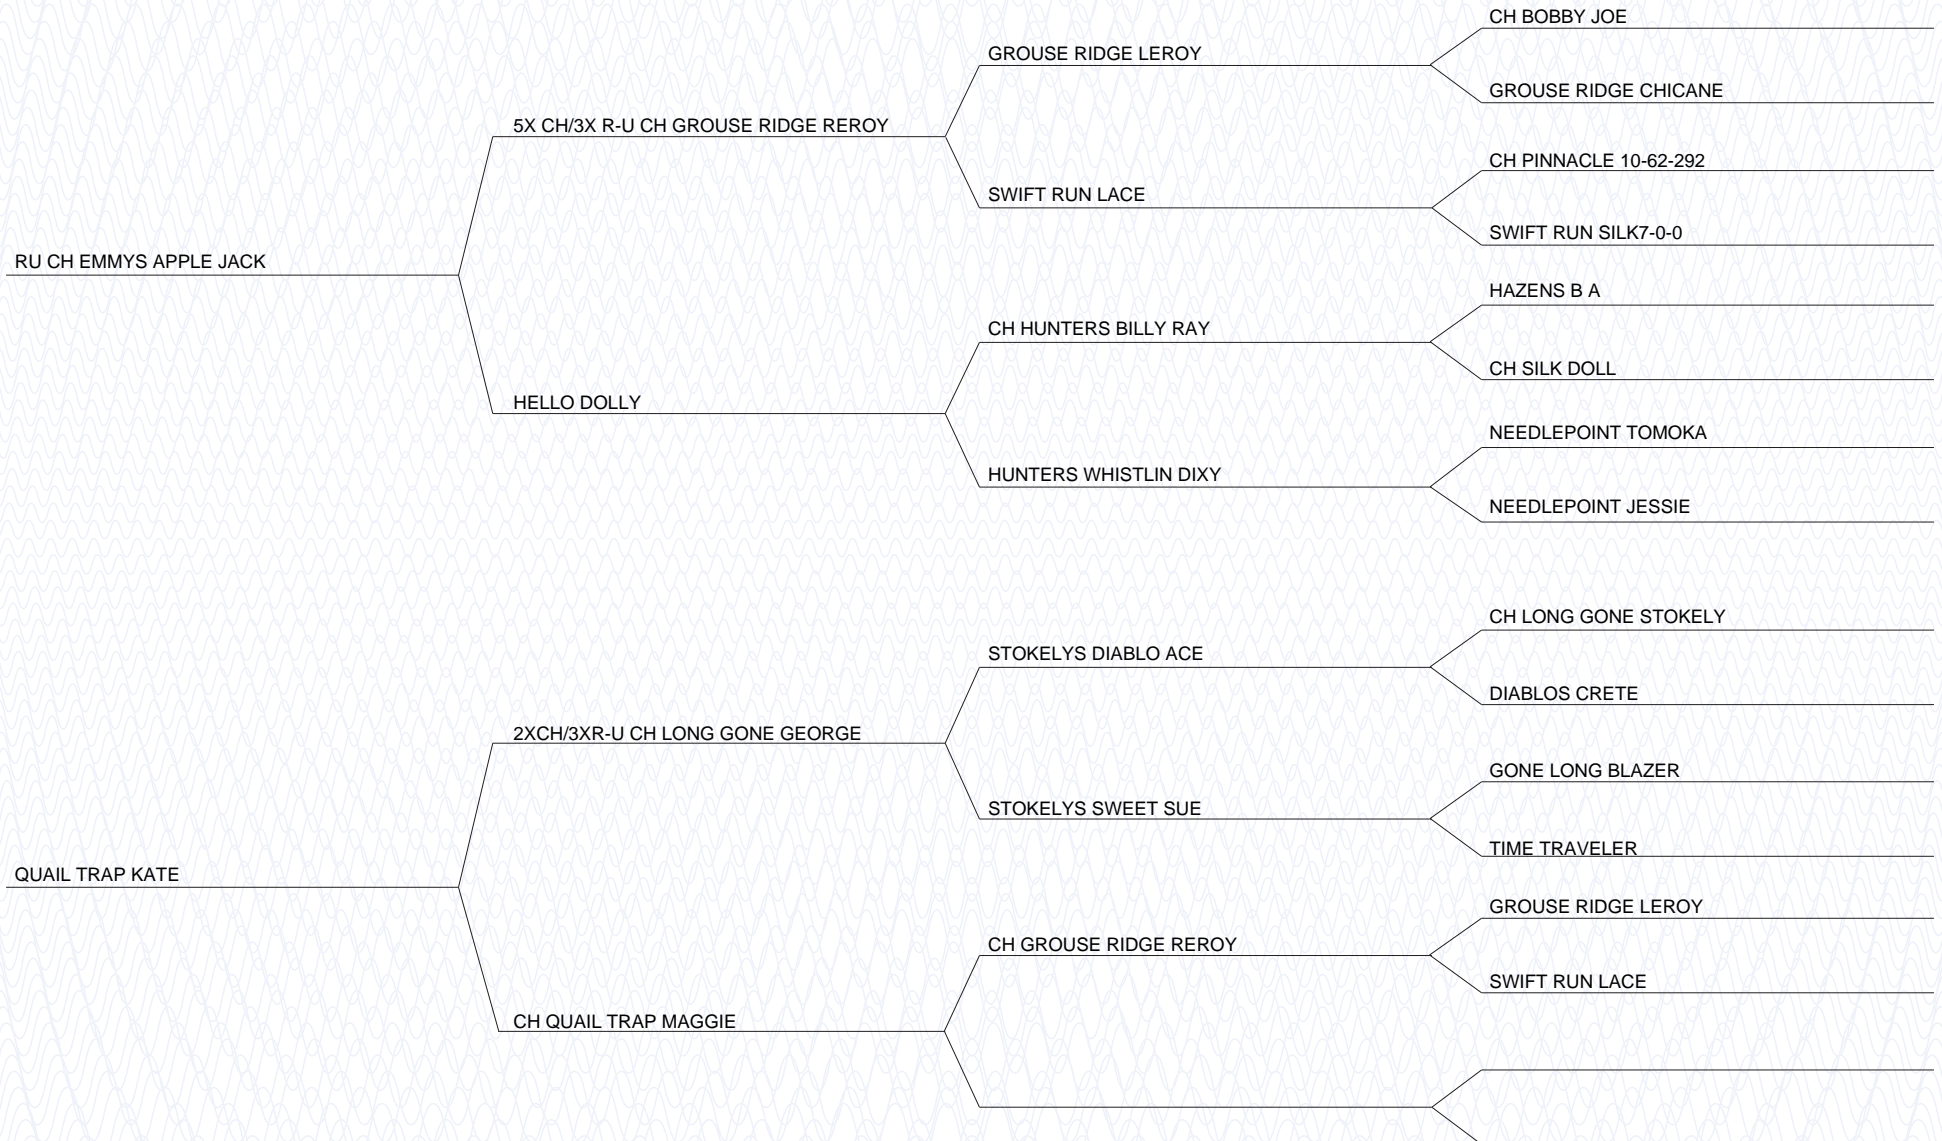 CH BOBBY JOE
GROUSE RIDGE LEROY
GROUSE RIDGE CHICANE
5X CH/3X R-U CH GROUSE RIDGE REROY
CH PINNACLE 10-62-292
SWIFT RUN LACE
SWIFT RUN SILK7-0-0
RU CH EMMYS APPLE JACK
HAZENS B A
CH HUNTERS BILLY RAY
CH SILK DOLL
HELLO DOLLY
NEEDLEPOINT TOMOKA
HUNTERS WHISTLIN DIXY
NEEDLEPOINT JESSIE
CH LONG GONE STOKELY
STOKELYS DIABLO ACE
DIABLOS CRETE
2XCH/3XR-U CH LONG GONE GEORGE
GONE LONG BLAZER
STOKELYS SWEET SUE
TIME TRAVELER
QUAIL TRAP KATE
GROUSE RIDGE LEROY
CH GROUSE RIDGE REROY
SWIFT RUN LACE
CH QUAIL TRAP MAGGIE